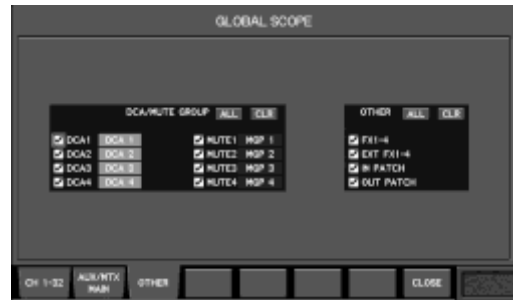 GLOBAL SCOPE
DCA/MUTE GROUP ALL CLR
DCA1 DCA 1 MUTE1 MGP 1
DCA2 DCA 2 MUTE2 MGP 2
DCA3 DCA 3 MUTE3 MGP 3
DCA4 DCA 4 MUTE4 MGP 4
OTHER ALL CLR
FX1-4
EXT FX1-4
IN PATCH
OUT PATCH
CH 1-32 AUX/MTX MAIN OTHER CLOSE